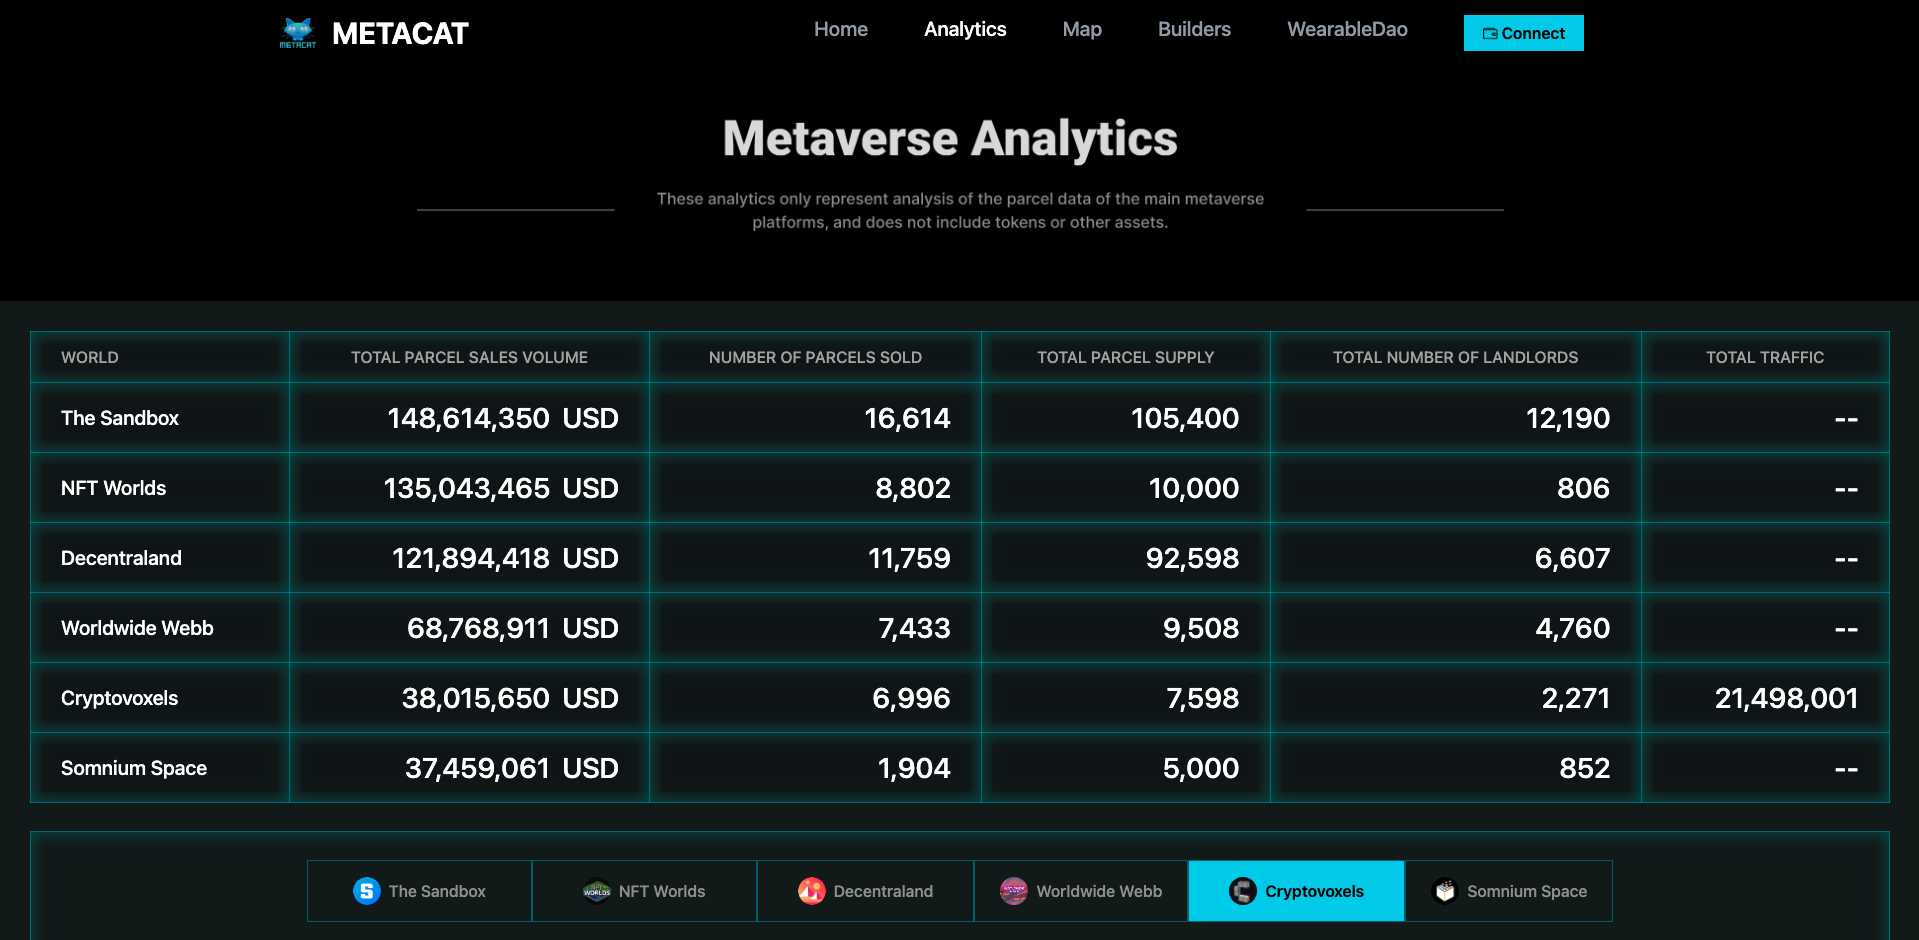 METACAT METACAT Home Analytics Map Builders WearableDao Connect
Metaverse Analytics
These analytics only represent analysis of the parcel data of the main metaverse
platforms, and does not include tokens or other assets.
WORLD TOTAL PARCEL SALES VOLUME NUMBER OF PARCELS SOLD TOTAL PARCEL SUPPLY TOTAL NUMBER OF LANDLORDS TOTAL TRAFFIC
The Sandbox 148,614,350 USD 16,614 105,400 12,190 --
NFT Worlds 135,043,465 USD 8,802 10,000 806 --
Decentraland 121,894,418 USD 11,759 92,598 6,607 --
Worldwide Webb 68,768,911 USD 7,433 9,508 4,760 --
Cryptovoxels 38,015,650 USD 6,996 7,598 2,271 21,498,001
Somnium Space 37,459,061 USD 1,904 5,000 852 --
The Sandbox NFT Worlds Decentraland Worldwide Webb Cryptovoxels Somnium Space